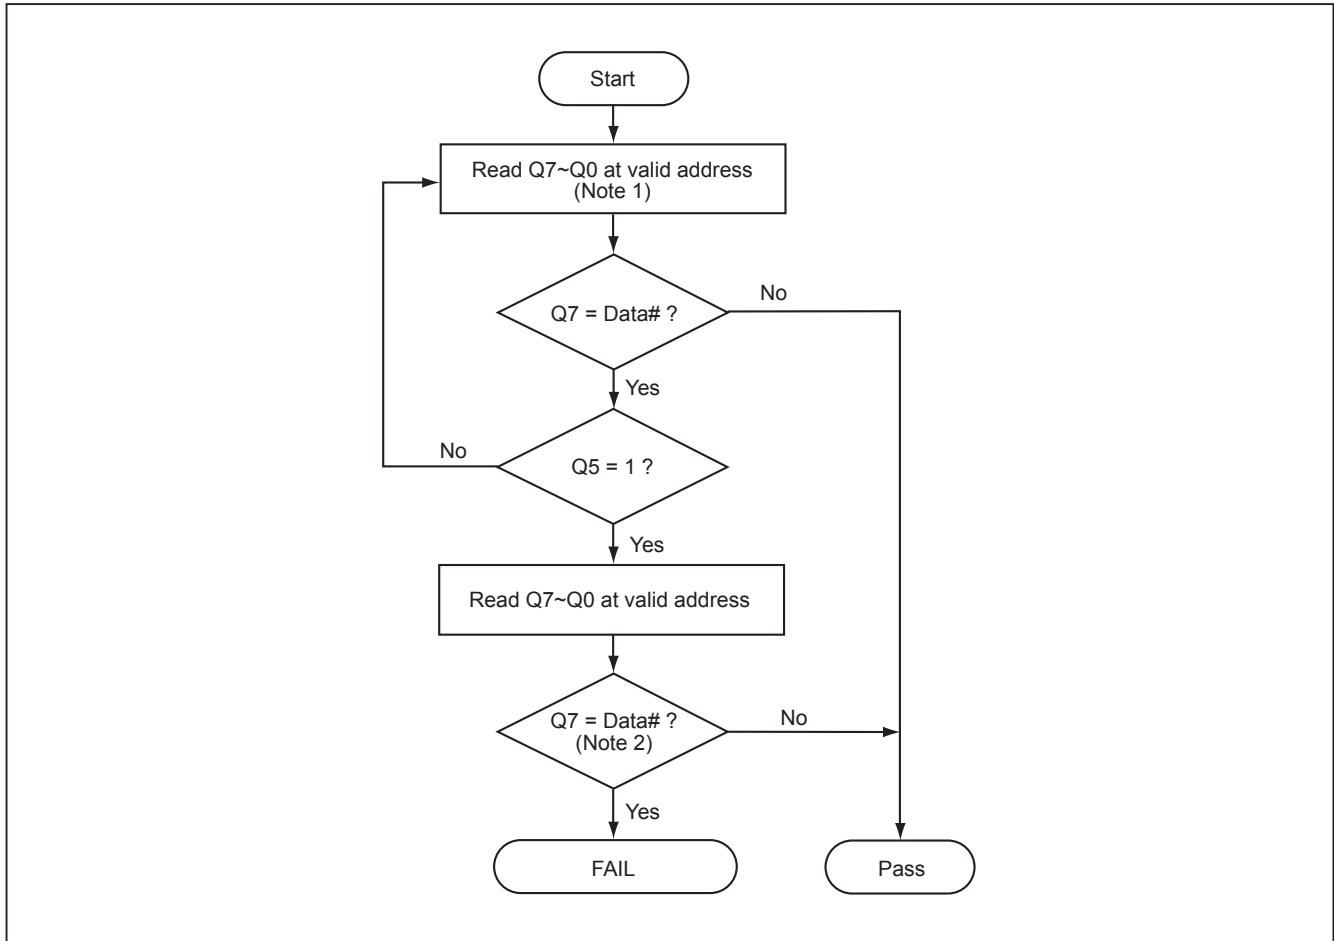 Start
Read Q7~Q0 at valid address
(Note 1)
Q7 = Data# ?
No
Yes
No
Q5 = 1 ?
Yes
Read Q7~Q0 at valid address
Q7 = Data# ?
(Note 2)
No
Yes
FAIL
Pass